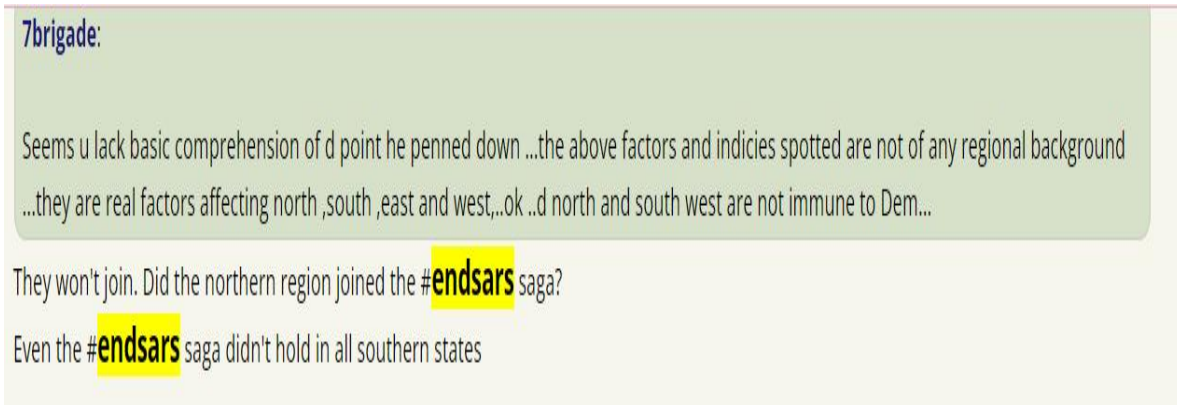 7brigade:
Seems u lack basic comprehension of d point he penned down ...the above factors and indicies spotted are not of any regional background
...they are real factors affecting north ,south ,east and west,..ok ..d north and south west are not immune to Dem...
They won't join. Did the northern region joined the #endsars saga?
Even the #endsars saga didn't hold in all southern states